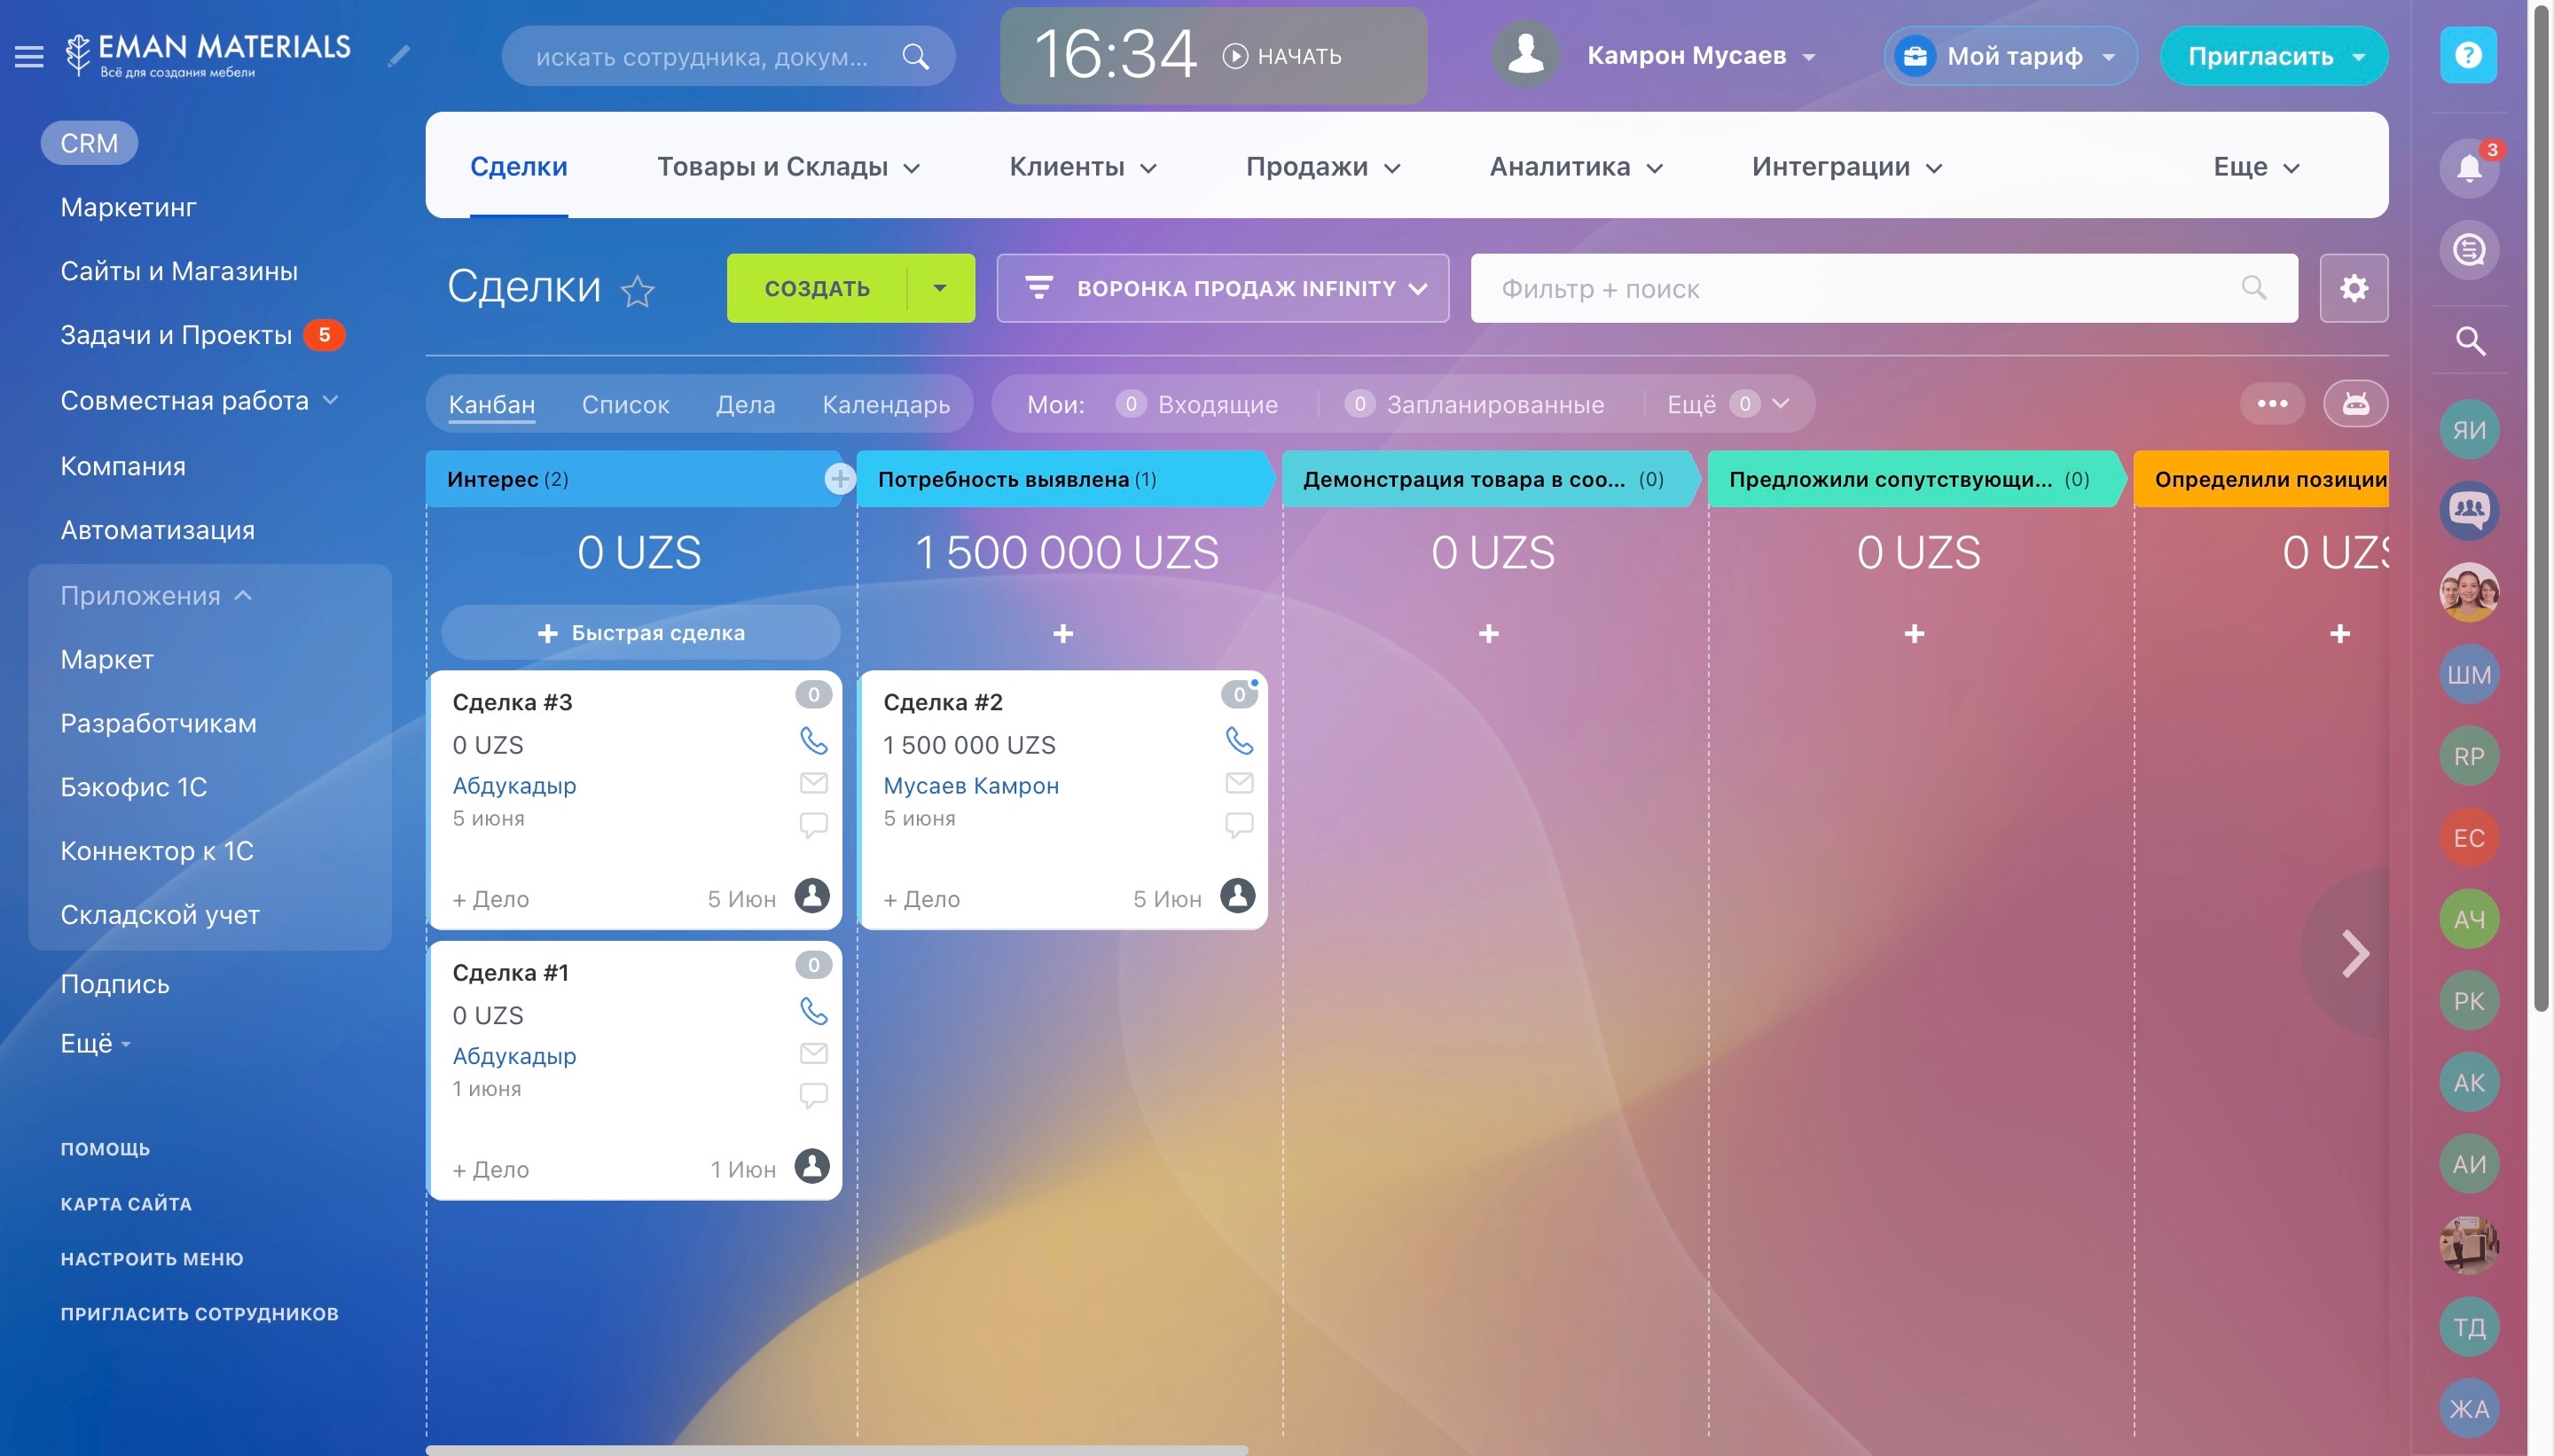 EMAN MATERIALS
Всё для создания мебели
искать сотрудника, докум...
16:34
НАЧАТЬ
Камрон Мусаев
Мой тариф
Пригласить
?
CRM
Маркетинг
Сайты и Магазины
Задачи и Проекты 5
Совместная работа
Компания
Автоматизация
Приложения
Маркет
Разработчикам
Бэкофис 1С
Коннектор к 1С
Складской учет
Подпись
Ещё
ПОМОЩЬ
КАРТА САЙТА
НАСТРОИТЬ МЕНЮ
ПРИГЛАСИТЬ СОТРУДНИКОВ
Сделки
Товары и Склады
Клиенты
Продажи
Аналитика
Интеграции
Еще
Сделки
СОЗДАТЬ
ВОРОНКА ПРОДАЖ INFINITY
Фильтр + поиск
Канбан
Список
Дела
Календарь
Мои:
0 Входящие
0 Запланированные
Ещё 0
Интерес (2)
0 UZS
+ Быстрая сделка
Сделка #3
0
0 UZS
Абдукадыр
5 июня
+ Дело
5 Июн
Сделка #1
0
0 UZS
Абдукадыр
1 июня
+ Дело
1 Июн
Потребность выявлена (1)
1 500 000 UZS
+
Сделка #2
0
1 500 000 UZS
Мусаев Камрон
5 июня
+ Дело
5 Июн
Демонстрация товара в соо... (0)
0 UZS
+
Предложили сопутствующи... (0)
0 UZS
+
Определили позиции
0 UZS
+
3
ЯИ
ШМ
RP
ЕС
АЧ
РК
АК
АИ
ТД
ЖА